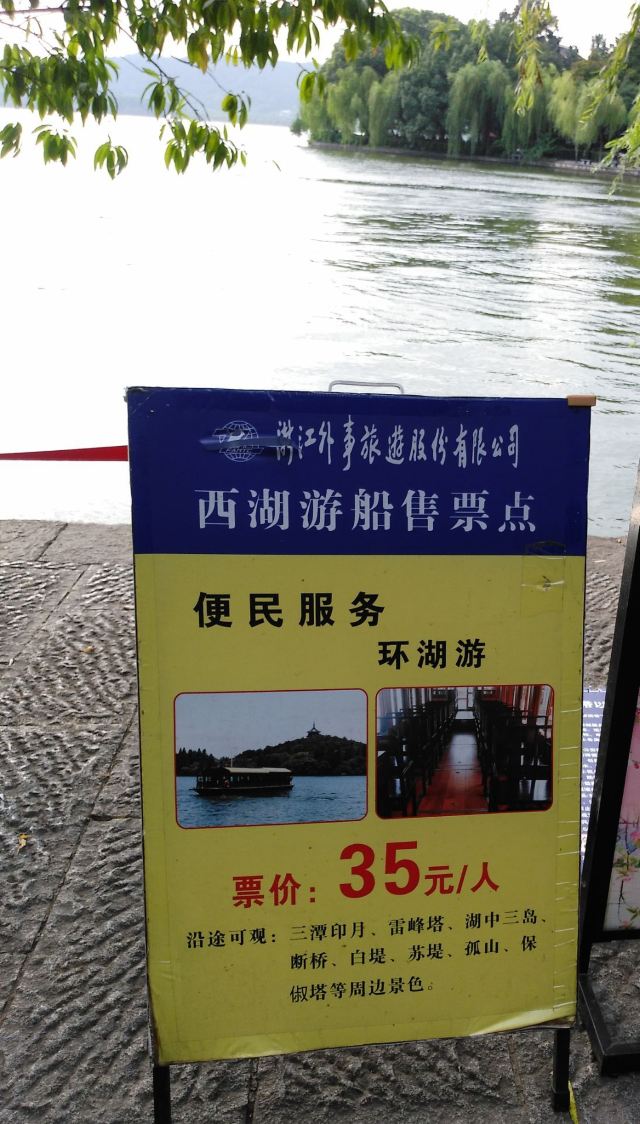 浙江外事旅遊股份有限公司
西湖游船售票点
便民服务
环湖游
票价：35元/人
沿途可观：三潭印月、雷峰塔、湖中三岛、
断桥、白堤、苏堤、孤山、保
俶塔等周边景色。